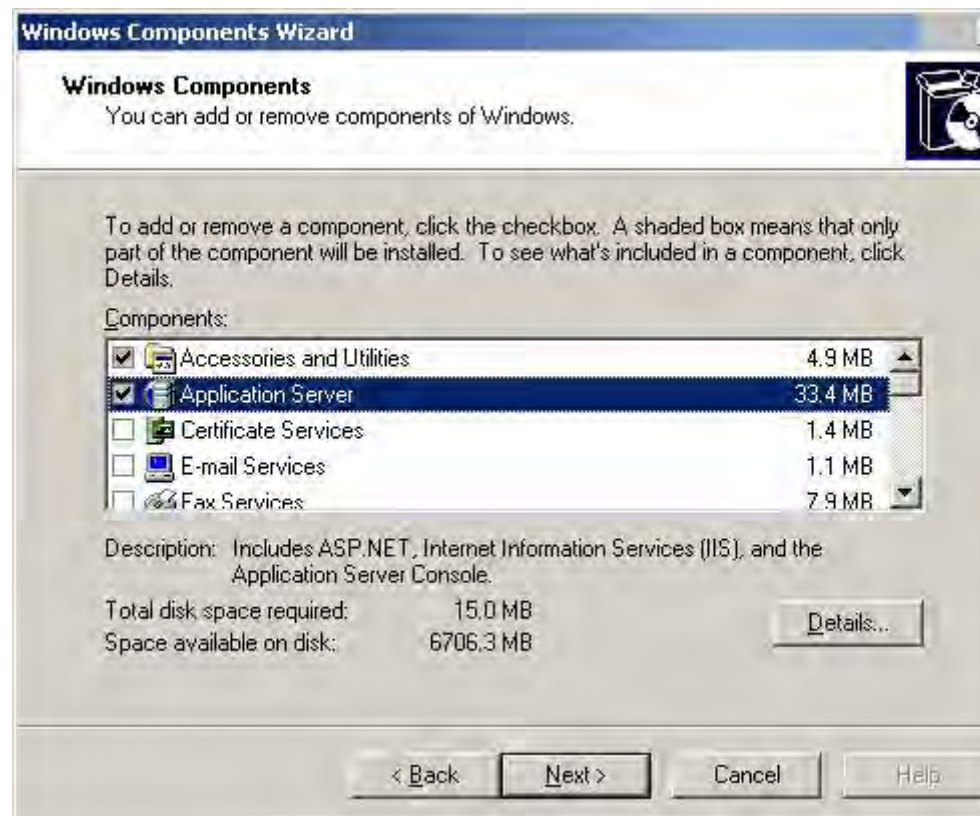 Windows Components Wizard
Windows Components
You can add or remove components of Windows.
To add or remove a component, click the checkbox. A shaded box means that only
part of the component will be installed. To see what's included in a component, click
Details.
Components:
Accessories and Utilities 4.9 MB
Application Server 33.4 MB
Certificate Services 1.4 MB
E-mail Services 1.1 MB
Fax Services 7.9 MB
Description: Includes ASP.NET, Internet Information Services (IIS), and the
Application Server Console.
Total disk space required: 15.0 MB
Space available on disk: 6706.3 MB
Details...
< Back Next > Cancel Help